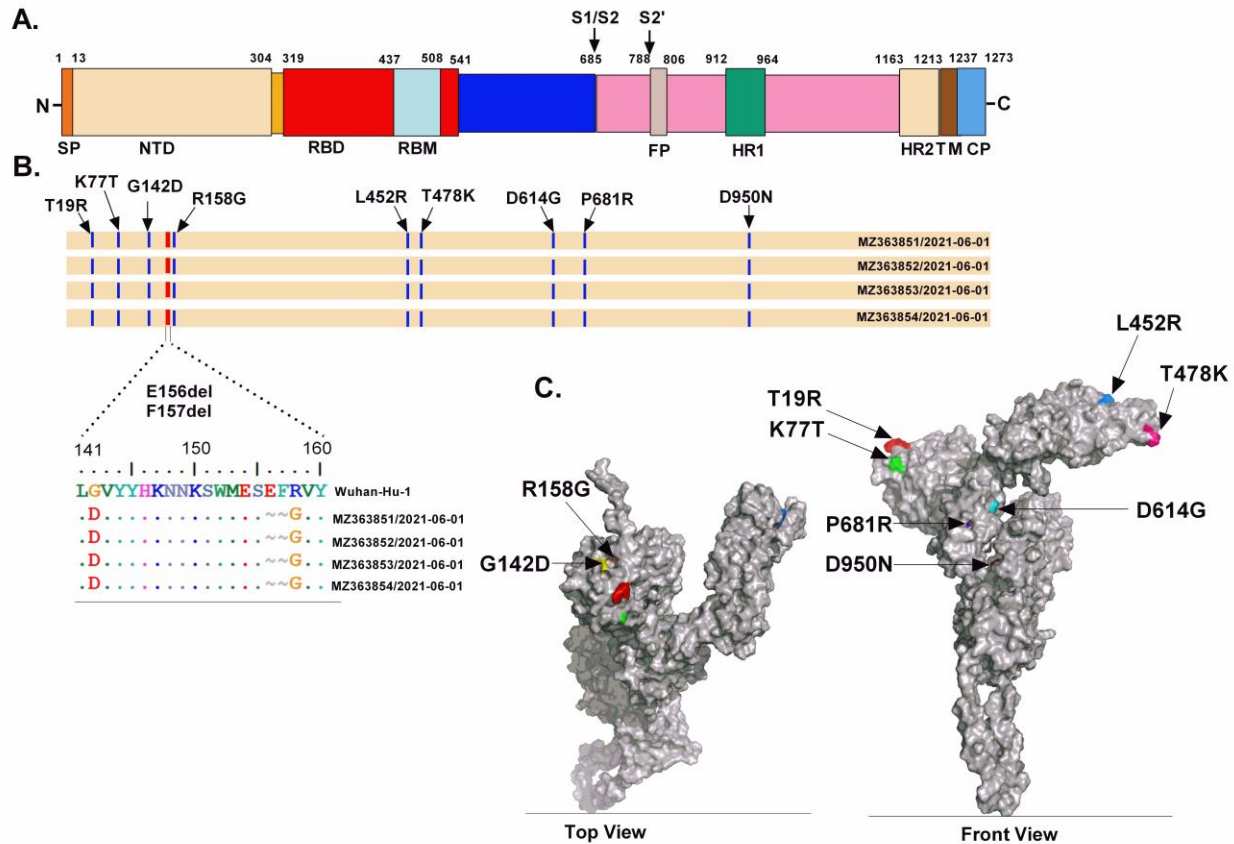 A.
S1/S2
S2'
1 13 304 319 437 508 541 685 788 806 912 964 1163 1213 1237 1273
N
C
SP NTD RBD RBM FP HR1 HR2 T M CP
B.
T19R K77T G142D R158G L452R T478K D614G P681R D950N
MZ363851/2021-06-01
MZ363852/2021-06-01
MZ363853/2021-06-01
MZ363854/2021-06-01
E156del
F157del
141 150 160
LGVYYHKNNKSWMESEFRVY Wuhan-Hu-1
.D..............~~G.. MZ363851/2021-06-01
.D..............~~G.. MZ363852/2021-06-01
.D..............~~G.. MZ363853/2021-06-01
.D..............~~G.. MZ363854/2021-06-01
C.
R158G
G142D
Top View
L452R
T478K
T19R
K77T
P681R
D614G
D950N
Front View